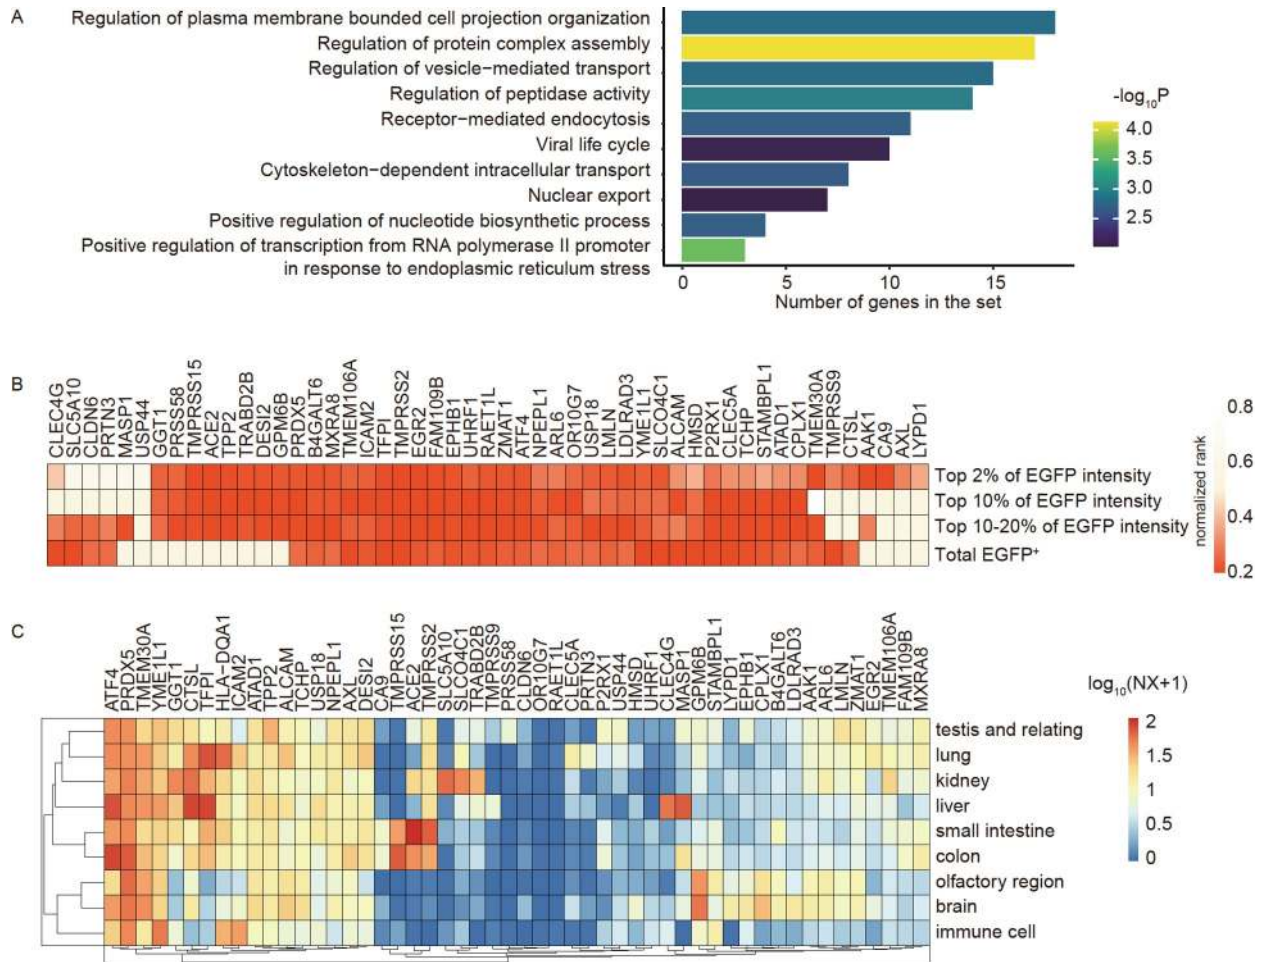 A
Regulation of plasma membrane bounded cell projection organization
Regulation of protein complex assembly
Regulation of vesicle−mediated transport
Regulation of peptidase activity
Receptor−mediated endocytosis
Viral life cycle
Cytoskeleton−dependent intracellular transport
Nuclear export
Positive regulation of nucleotide biosynthetic process
Positive regulation of transcription from RNA polymerase II promoter
in response to endoplasmic reticulum stress
0 5 10 15
Number of genes in the set
-log10P
4.0
3.5
3.0
2.5
B
CLEC4G
SLC5A10
CLDN6
PRTN3
MASP1
USP44
GGT1
PRSS58
TMPRSS15
ACE2
TPP2
TRABD2B
DESI2
GPM6B
PRDX5
B4GALT6
MXRA8
TMEM106A
ICAM2
TFPI
TMPRSS2
EGR2
FAM109B
EPHB1
UHRF1
RAET1L
ZMAT1
ATF4
NPEPL1
ARL6
OR10G7
USP18
LMLN
LDLRAD3
YME1L1
SLCO4C1
ALCAM
HMSD
P2RX1
CLEC5A
TCHP
STAMBPL1
ATAD1
CPLX1
TMEM30A
TMPRSS9
CTSL
AAK1
CA9
AXL
LYPD1
Top 2% of EGFP intensity
Top 10% of EGFP intensity
Top 10-20% of EGFP intensity
Total EGFP+
normalized rank
0.8
0.6
0.4
0.2
C
ATF4
PRDX5
TMEM30A
YME1L1
GGT1
CTSL
TFPI
HLA−DQA1
ICAM2
ATAD1
TPP2
ALCAM
TCHP
USP18
NPEPL1
AXL
DESI2
CA9
TMPRSS15
ACE2
TMPRSS2
SLC5A10
SLCO4C1
TRABD2B
TMPRSS9
PRSS58
CLDN6
OR10G7
RAET1L
CLEC5A
PRTN3
P2RX1
USP44
HMSD
UHRF1
CLEC4G
MASP1
GPM6B
STAMBPL1
LYPD1
EPHB1
CPLX1
B4GALT6
LDLRAD3
AAK1
ARL6
LMLN
ZMAT1
EGR2
TMEM106A
FAM109B
MXRA8
testis and relating
lung
kidney
liver
small intestine
colon
olfactory region
brain
immune cell
log10(NX+1)
2
1.5
1
0.5
0